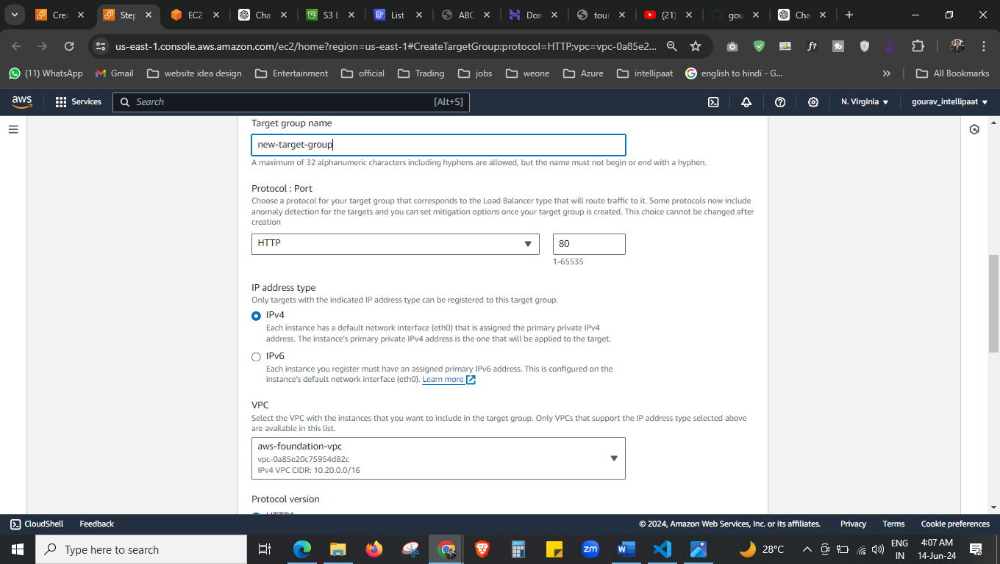 Crea
Step
EC2
Cha
S3 b
List
ABC
Don
tour
(21)
gou
Cha
us-east-1.console.aws.amazon.com/ec2/home?region=us-east-1#CreateTargetGroup:protocol=HTTP;vpc=vpc-0a85e2...
(11) WhatsApp
Gmail
website idea design
Entertainment
official
Trading
jobs
weone
Azure
intellipaat
english to hindi - G...
All Bookmarks
aws
Services
Search
[Alt+S]
N. Virginia
gourav_intellipaat
Target group name
new-target-group
A maximum of 32 alphanumeric characters including hyphens are allowed, but the name must not begin or end with a hyphen.
Protocol : Port
Choose a protocol for your target group that corresponds to the Load Balancer type that will route traffic to it. Some protocols now include
anomaly detection for the targets and you can set mitigation options once your target group is created. This choice cannot be changed after
creation
HTTP
80
1-65535
IP address type
Only targets with the indicated IP address type can be registered to this target group.
IPv4
Each instance has a default network interface (eth0) that is assigned the primary private IPv4
address. The instance's primary private IPv4 address is the one that will be applied to the target.
IPv6
Each instance you register must have an assigned primary IPv6 address. This is configured on the
instance's default network interface (eth0). Learn more
VPC
Select the VPC with the instances that you want to include in the target group. Only VPCs that support the IP address type selected above
are available in this list.
aws-foundation-vpc
vpc-0a85e20c75954d82c
IPv4 VPC CIDR: 10.20.0.0/16
Protocol version
HTTP1
CloudShell
Feedback
© 2024, Amazon Web Services, Inc. or its affiliates.
Privacy
Terms
Cookie preferences
Type here to search
zm
28°C
ENG
IN
4:07 AM
14-Jun-24